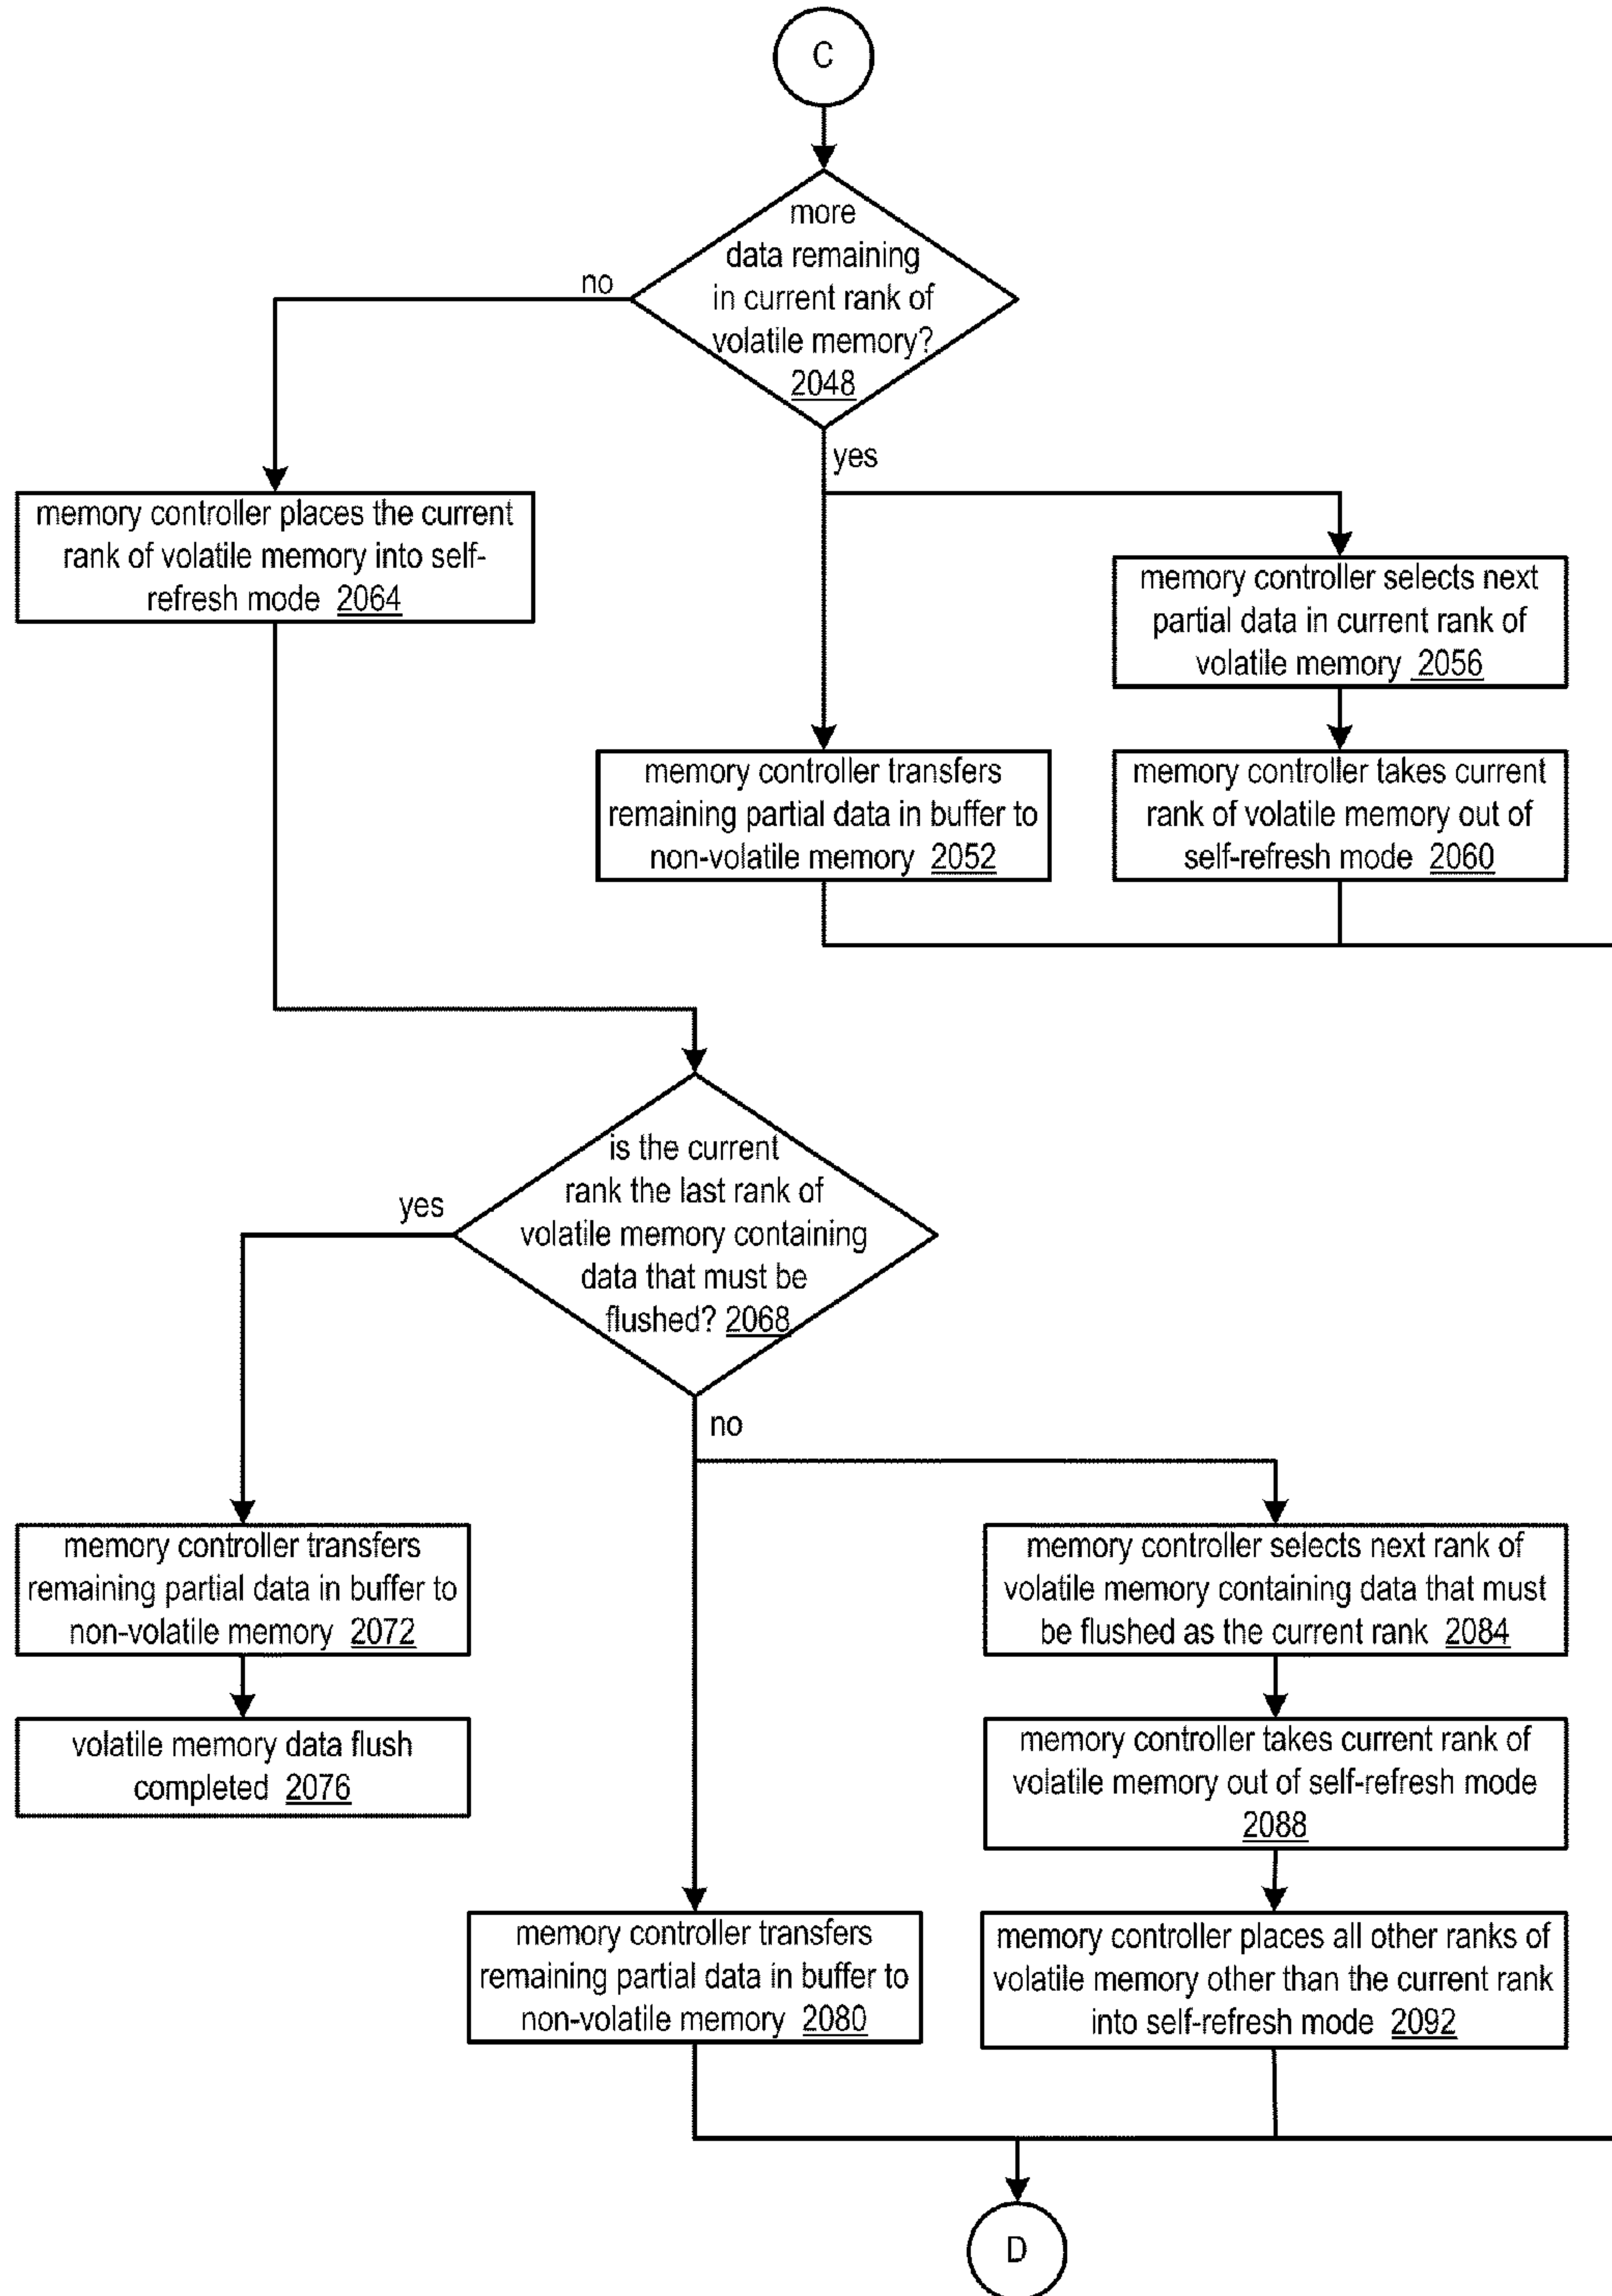 C
more
data remaining
in current rank of
volatile memory?
2048
no
yes
memory controller places the current
rank of volatile memory into self-
refresh mode 2064
memory controller selects next
partial data in current rank of
volatile memory 2056
memory controller transfers
remaining partial data in buffer to
non-volatile memory 2052
memory controller takes current
rank of volatile memory out of
self-refresh mode 2060
is the current
rank the last rank of
volatile memory containing
data that must be
flushed? 2068
yes
no
memory controller transfers
remaining partial data in buffer to
non-volatile memory 2072
memory controller selects next rank of
volatile memory containing data that must
be flushed as the current rank 2084
volatile memory data flush
completed 2076
memory controller takes current rank of
volatile memory out of self-refresh mode
2088
memory controller transfers
remaining partial data in buffer to
non-volatile memory 2080
memory controller places all other ranks of
volatile memory other than the current rank
into self-refresh mode 2092
D